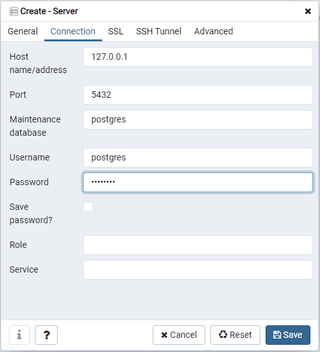 Create - Server
General Connection SSL SSH Tunnel Advanced
Host name/address 127.0.0.1
Port 5432
Maintenance database postgres
Username postgres
Password ••••••••
Save password?
Role
Service
i ? Cancel Reset Save